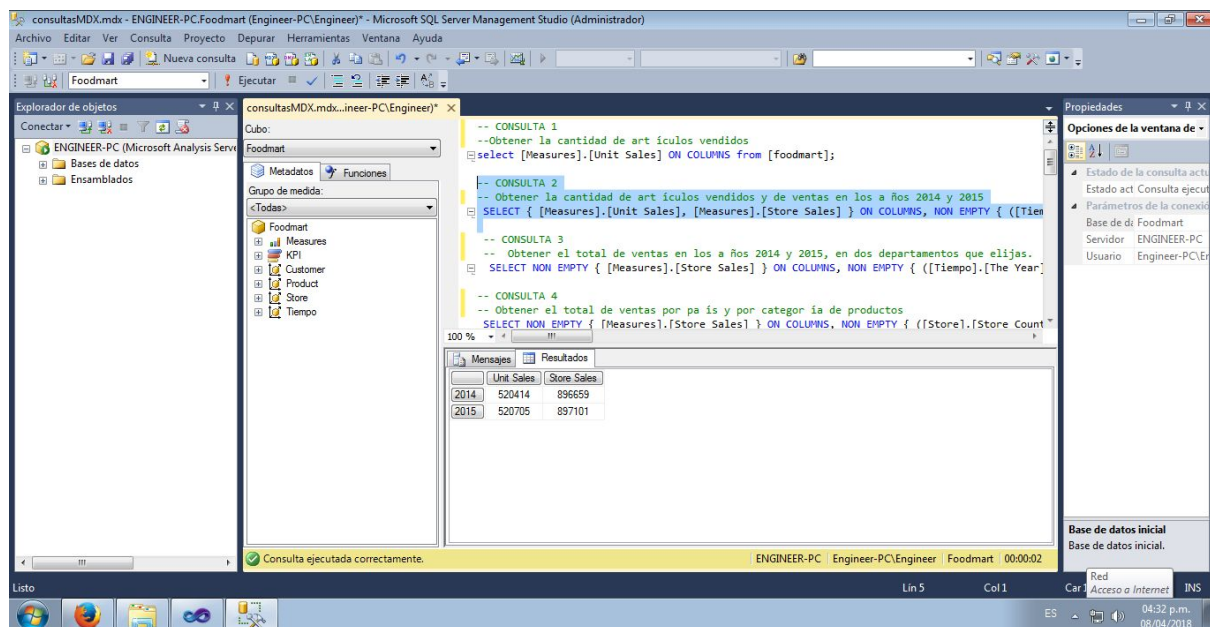 consultasMDX.mdx - ENGINEER-PC.Foodmart (Engineer-PC\Engineer)* - Microsoft SQL Server Management Studio (Administrador)
Archivo Editar Ver Consulta Proyecto Depurar Herramientas Ventana Ayuda
Nueva consulta
Foodmart Ejecutar
Explorador de objetos
Conectar
ENGINEER-PC (Microsoft Analysis Serve
Bases de datos
Ensamblados
consultasMDX.mdx...ineer-PC\Engineer)*
Cubo:
Foodmart
Metadatos Funciones
Grupo de medida:
<Todas>
Foodmart
Measures
KPI
Customer
Product
Store
Tiempo
-- CONSULTA 1
--Obtener la cantidad de art ículos vendidos
select [Measures].[Unit Sales] ON COLUMNS from [foodmart];
-- CONSULTA 2
-- Obtener la cantidad de art ículos vendidos y de ventas en los a ños 2014 y 2015
SELECT { [Measures].[Unit Sales], [Measures].[Store Sales] } ON COLUMNS, NON EMPTY { ([Tiem
-- CONSULTA 3
-- Obtener el total de ventas en los a ños 2014 y 2015, en dos departamentos que elijas.
SELECT NON EMPTY { [Measures].[Store Sales] } ON COLUMNS, NON EMPTY { ([Tiempo].[The Year]
-- CONSULTA 4
-- Obtener el total de ventas por pa ís y por categor ía de productos
SELECT NON EMPTY { [Measures].[Store Sales] } ON COLUMNS, NON EMPTY { ([Store].[Store Count
100 %
Mensajes Resultados
Unit Sales Store Sales
2014 520414 896659
2015 520705 897101
Consulta ejecutada correctamente. ENGINEER-PC Engineer-PC\Engineer Foodmart 00:00:02
Propiedades
Opciones de la ventana de
Estado de la consulta actu
Estado act Consulta ejecut
Parámetros de la conexió
Base de da Foodmart
Servidor ENGINEER-PC
Usuario Engineer-PC\Er
Base de datos inicial
Base de datos inicial.
Listo Lín 5 Col 1 Car 1 INS
Red
Acceso a Internet
ES 04:32 p.m.
08/04/2018